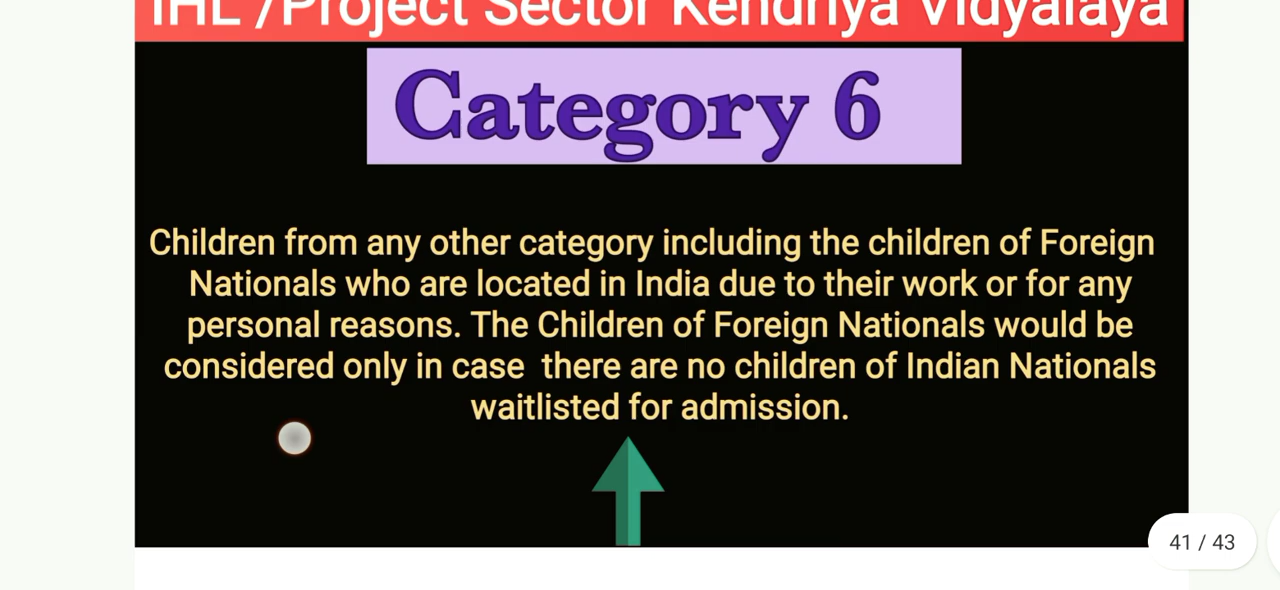 IHL /Project Sector Kendriya Vidyalaya
Category 6
Children from any other category including the children of Foreign
Nationals who are located in India due to their work or for any
personal reasons. The Children of Foreign Nationals would be
considered only in case  there are no children of Indian Nationals
waitlisted for admission.
41 / 43